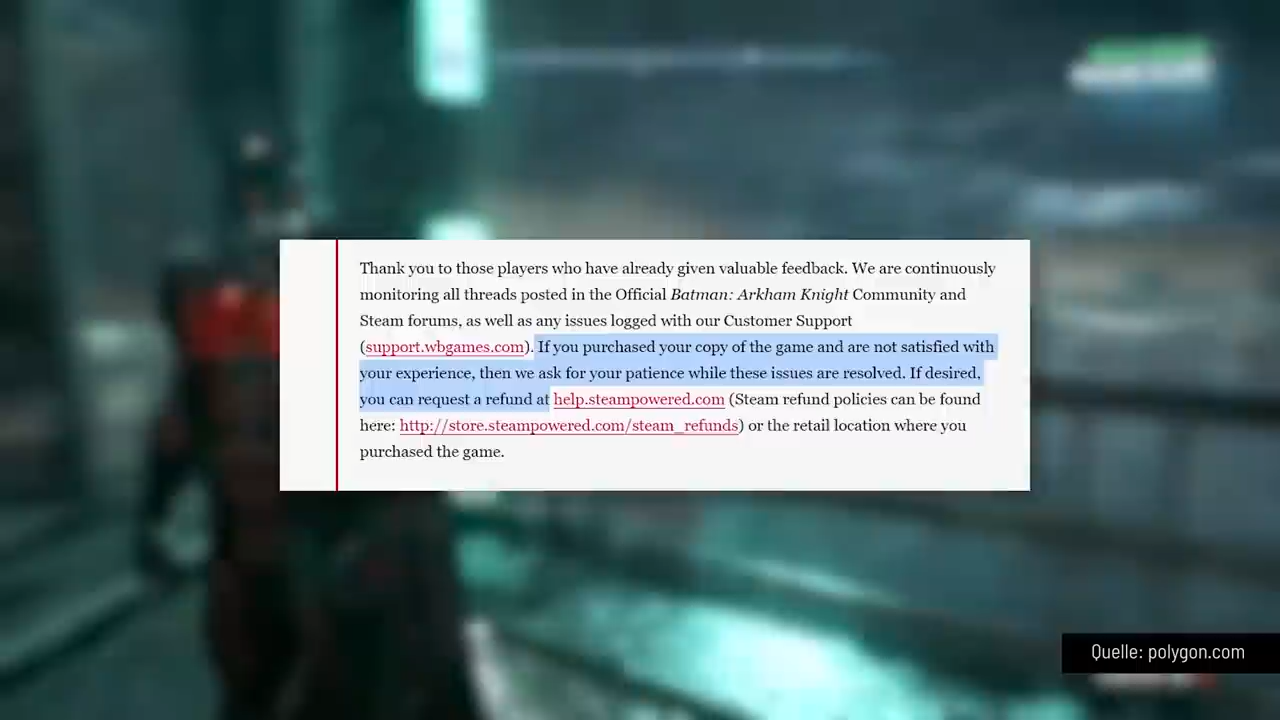 Thank you to those players who have already given valuable feedback. We are continuously
monitoring all threads posted in the Official Batman: Arkham Knight Community and
Steam forums, as well as any issues logged with our Customer Support
(support.wbgames.com). If you purchased your copy of the game and are not satisfied with
your experience, then we ask for your patience while these issues are resolved. If desired,
you can request a refund at help.steampowered.com (Steam refund policies can be found
here: http://store.steampowered.com/steam_refunds) or the retail location where you
purchased the game.
Quelle: polygon.com